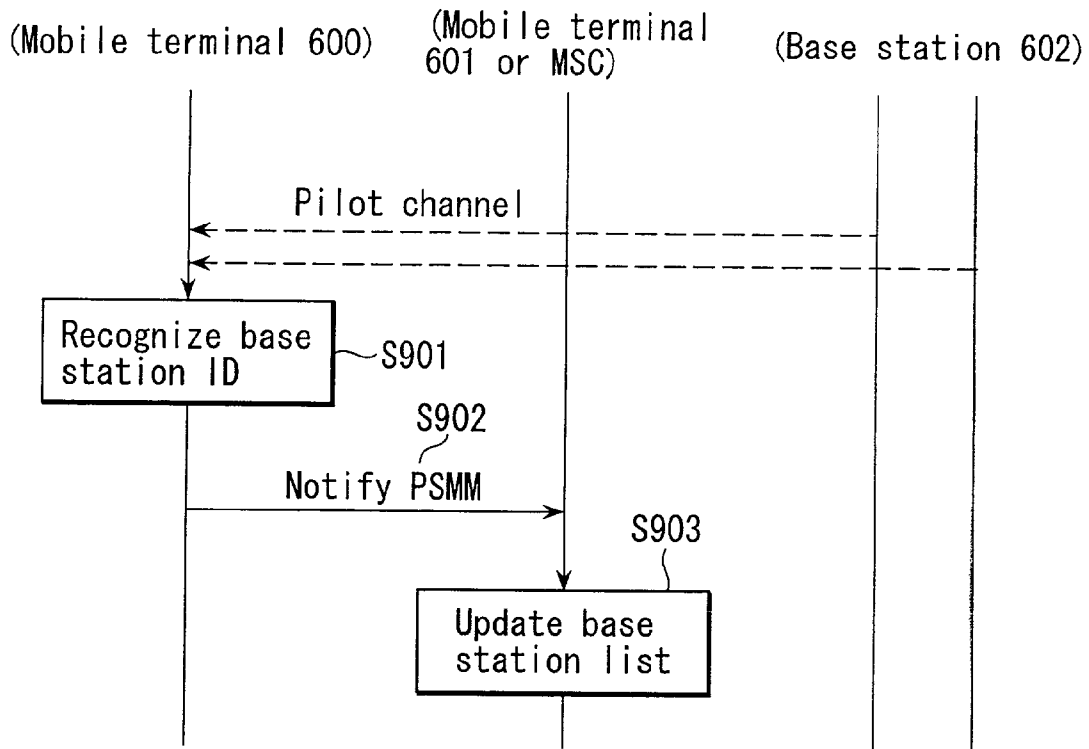 (Mobile terminal 600)
(Mobile terminal
601 or MSC)
(Base station 602)
Pilot channel
Recognize base
station ID
S901
S902
Notify PSMM
S903
Update base
station list